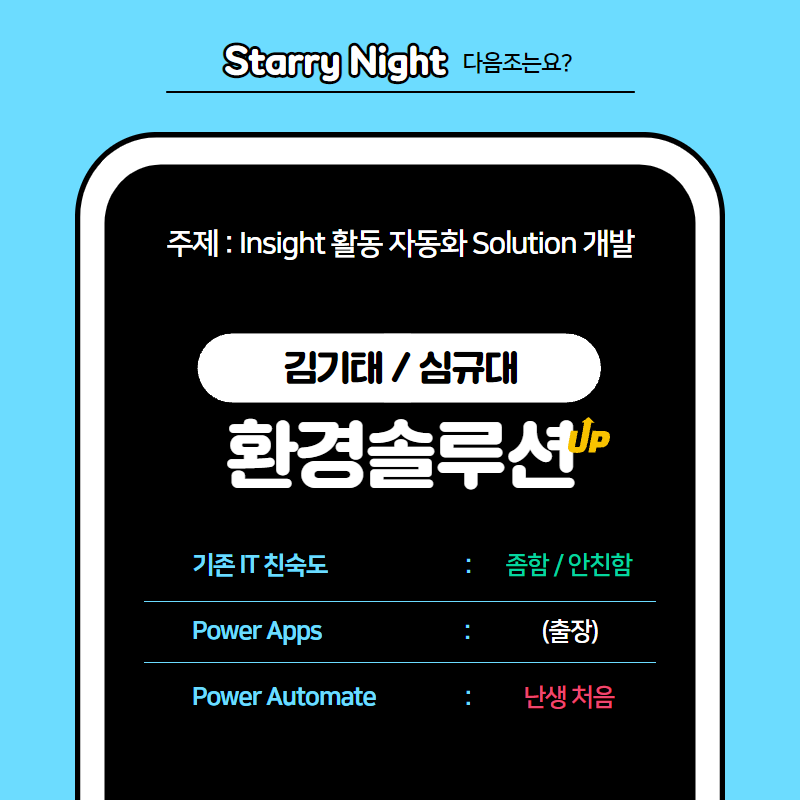 Starry Night 다음조는요?
주제 : Insight 활동 자동화 Solution 개발
김기태 / 심규대
환경솔루션 UP
기존 IT 친숙도 : 좀함 / 안친함
Power Apps : (출장)
Power Automate : 난생 처음